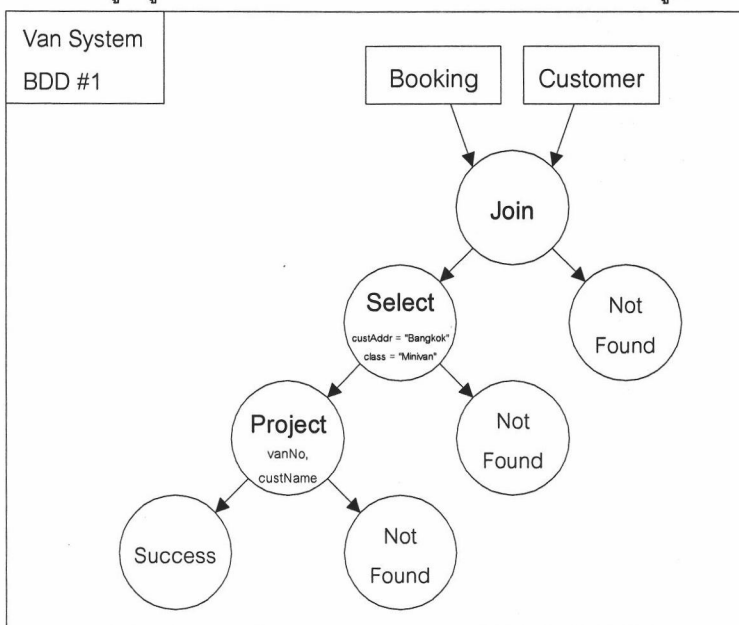 Van System
BDD #1
Booking
Customer
Join
Select
custAddr = "Bangkok"
class = "Minivan"
Not
Found
Project
vanNo,
custName
Not
Found
Success
Not
Found